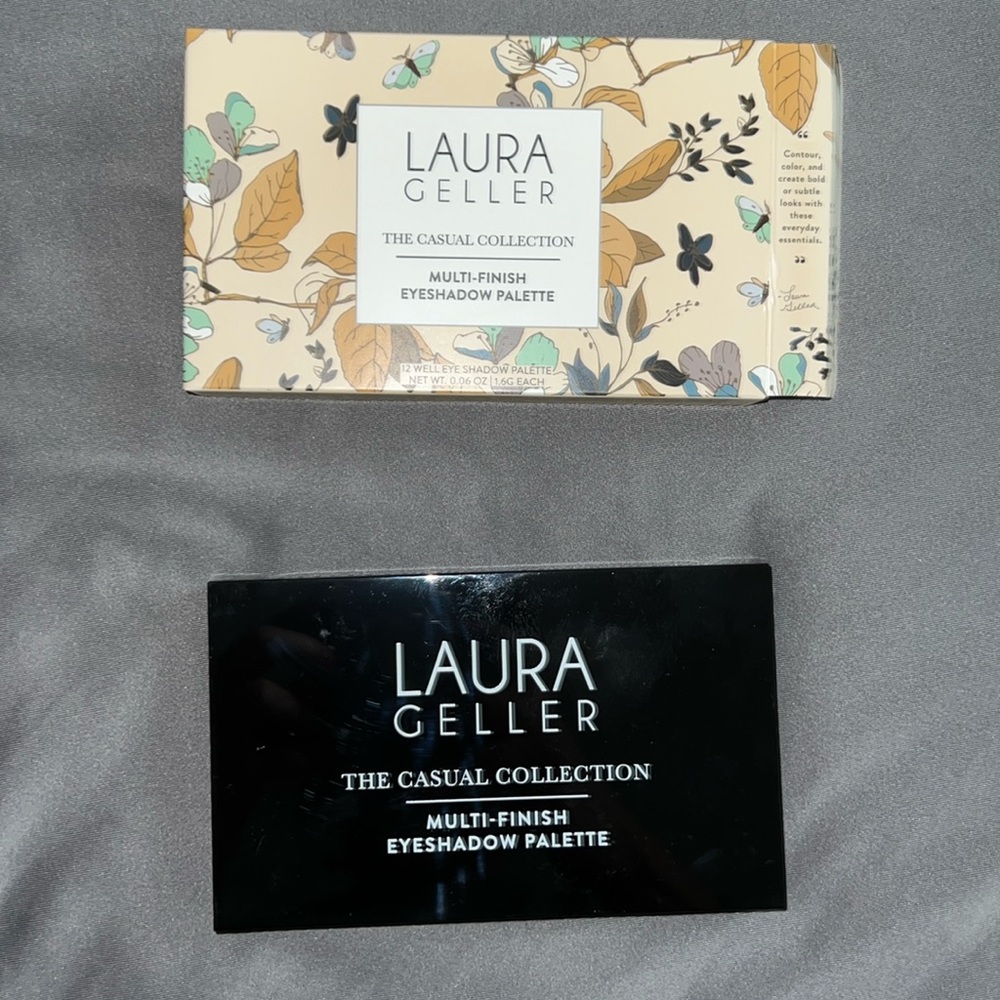 LAURA
GELLER
THE CASUAL COLLECTION
MULTI-FINISH
EYESHADOW PALETTE
12 WELL EYE SHADOW PALETTE
NET WT. 0.06 OZ | 1.6G EACH
“
Contour,
color, and
create bold
or subtle
looks with
these
everyday
essentials.
”
- Laura
Geller
LAURA
GELLER
THE CASUAL COLLECTION
MULTI-FINISH
EYESHADOW PALETTE